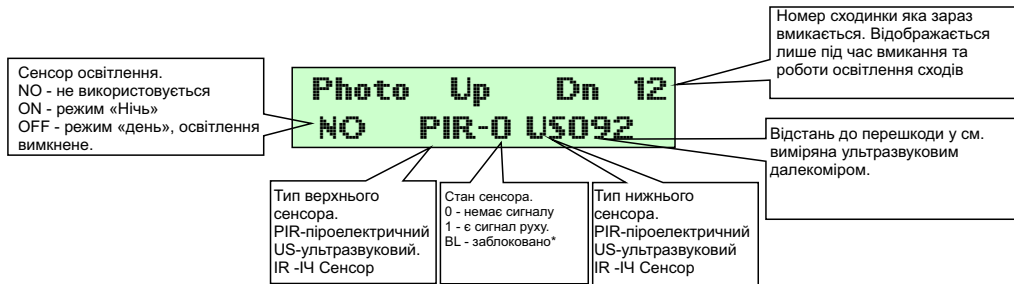 Номер сходинки яка зараз
вмикається. Відображається
лише під час вмикання та
роботи освітлення сходів
Сенсор освітлення.
NO - не використовується
ON - режим «Нічь»
OFF - режим «день», освітлення
вимкнене.
Photo Up Dn 12
NO PIR-0 US092
Відстань до перешкоди у см.
виміряна ультразвуковим
далекоміром.
Тип верхнього
сенсора.
PIR-піроелектричний
US-ультразвуковий.
IR -ІЧ Сенсор
Стан сенсора.
0 - немає сигналу
1 - є сигнал руху.
BL - заблоковано*
Тип нижнього
сенсора.
PIR-піроелектричний
US-ультразвуковий
IR -ІЧ Сенсор